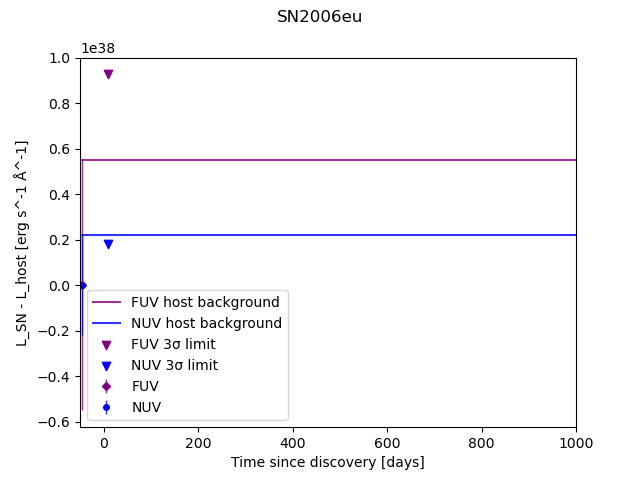 SN2006eu
1e38
1.0
0.8
0.6
0.4
0.2
0.0
−0.2
−0.4
−0.6
L_SN - L_host [erg s^-1 Å^-1]
FUV host background
NUV host background
FUV 3σ limit
NUV 3σ limit
FUV
NUV
0 200 400 600 800 1000
Time since discovery [days]